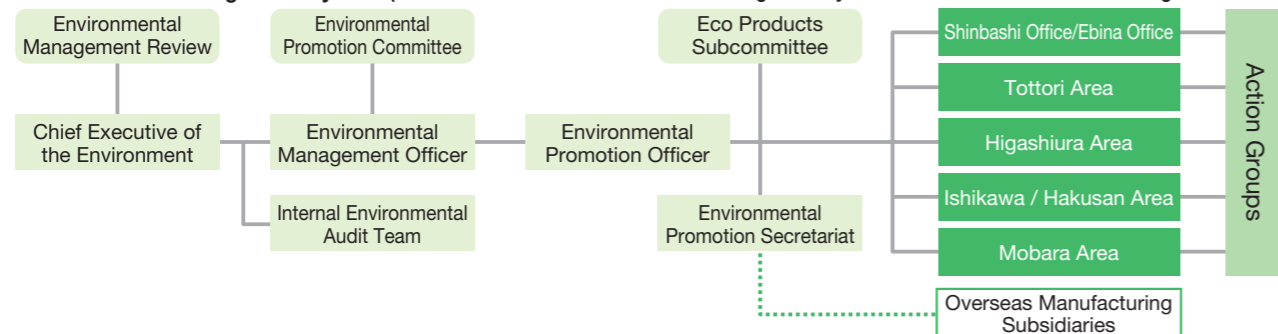 Environmental
Management Review
Environmental
Promotion Committee
Eco Products
Subcommittee
Shinbashi Office/Ebina Office
Tottori Area
Chief Executive of
the Environment
Environmental
Management Officer
Environmental
Promotion Officer
Higashiura Area
Internal Environmental
Audit Team
Environmental
Promotion Secretariat
Ishikawa / Hakusan Area
Mobara Area
Overseas Manufacturing
Subsidiaries
Action Groups